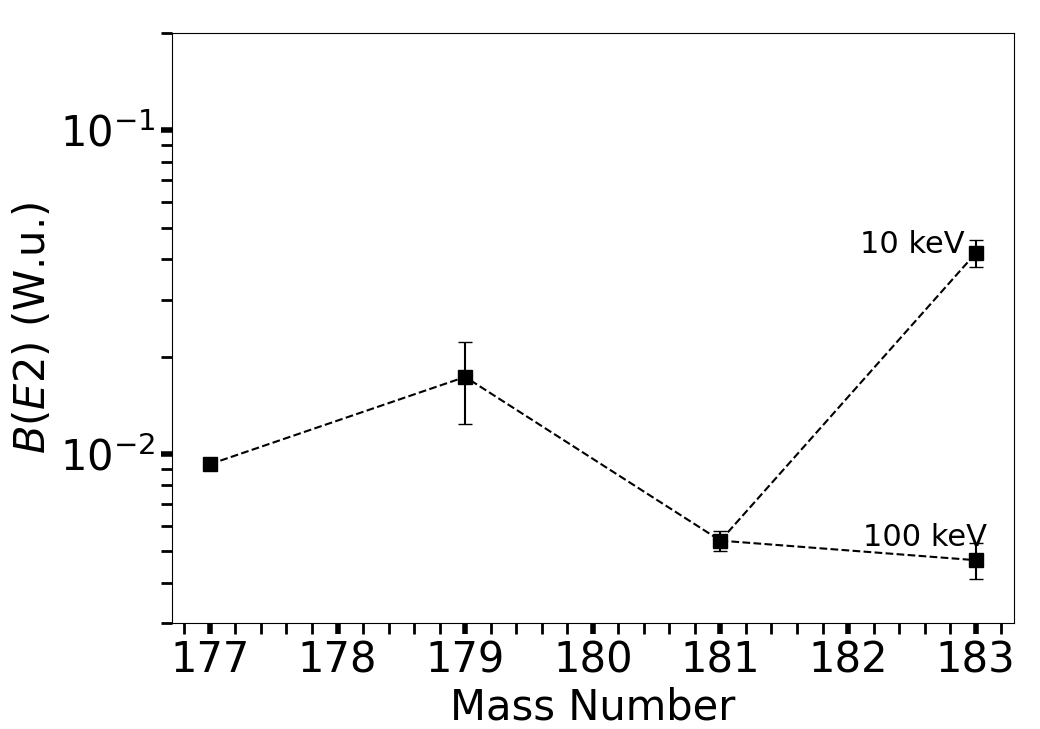 10⁻¹
10⁻²
B(E2) (W.u.)
10 keV
100 keV
177 178 179 180 181 182 183
Mass Number